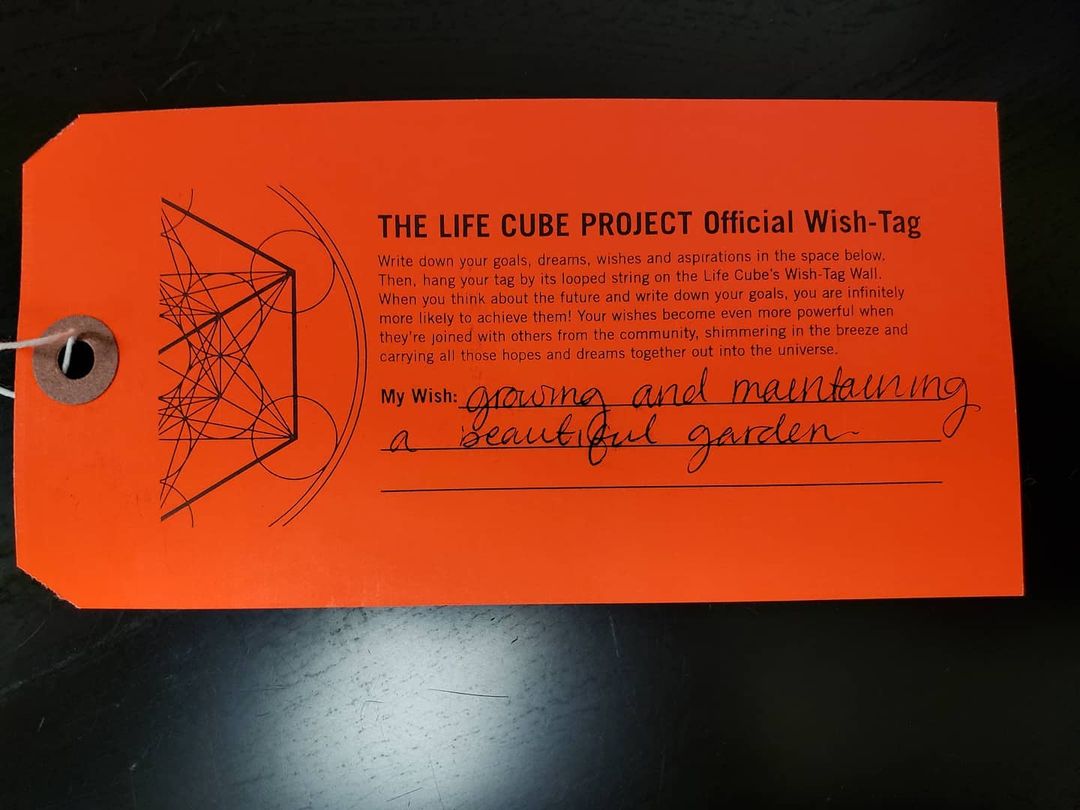 THE LIFE CUBE PROJECT Official Wish-Tag
Write down your goals, dreams, wishes and aspirations in the space below.
Then, hang your tag by its looped string on the Life Cube's Wish-Tag Wall.
When you think about the future and write down your goals, you are infinitely
more likely to achieve them! Your wishes become even more powerful when
they're joined with others from the community, shimmering in the breeze and
carrying all those hopes and dreams together out into the universe.
My Wish: growing and maintaining
a beautiful garden